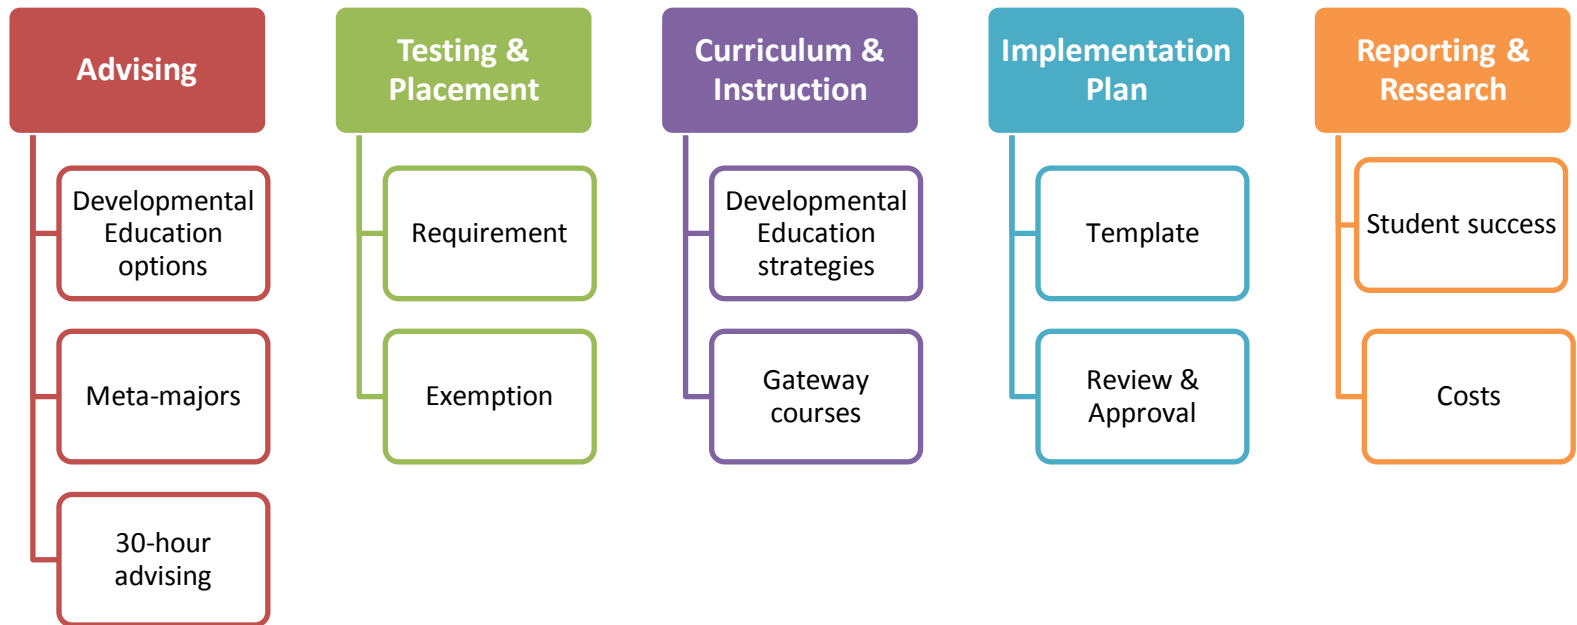 Advising
Developmental
Education
options
Meta-majors
30-hour
advising
Testing &
Placement
Requirement
Exemption
Curriculum &
Instruction
Developmental
Education
strategies
Gateway
courses
Implementation
Plan
Template
Review &
Approval
Reporting &
Research
Student success
Costs